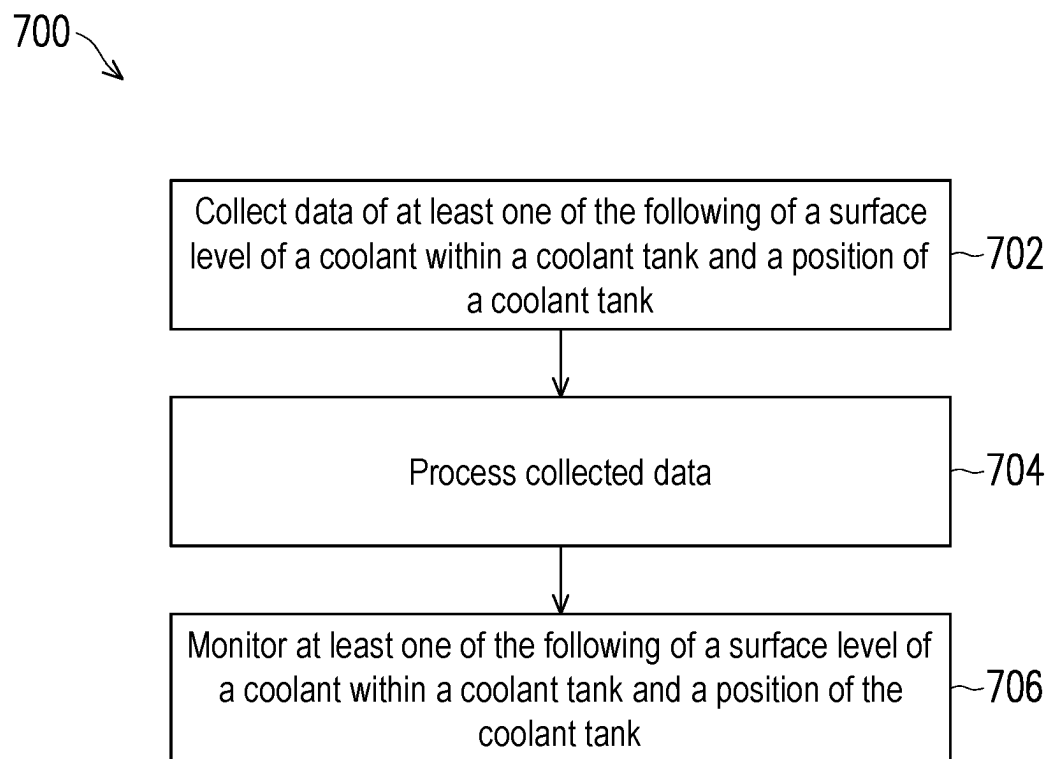 700
Collect data of at least one of the following of a surface
level of a coolant within a coolant tank and a position of
a coolant tank
702
Process collected data
704
Monitor at least one of the following of a surface level of
a coolant within a coolant tank and a position of the
coolant tank
706